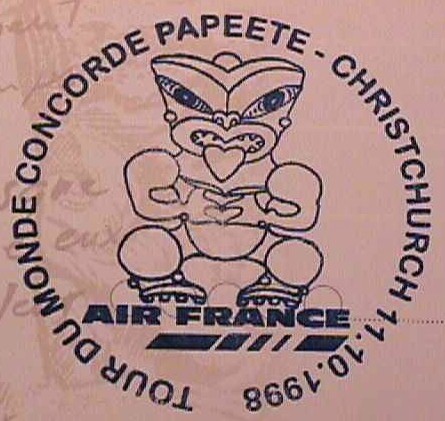 TOUR DU MONDE CONCORDE PAPEETE - CHRISTCHURCH 11.10.1998
AIR FRANCE